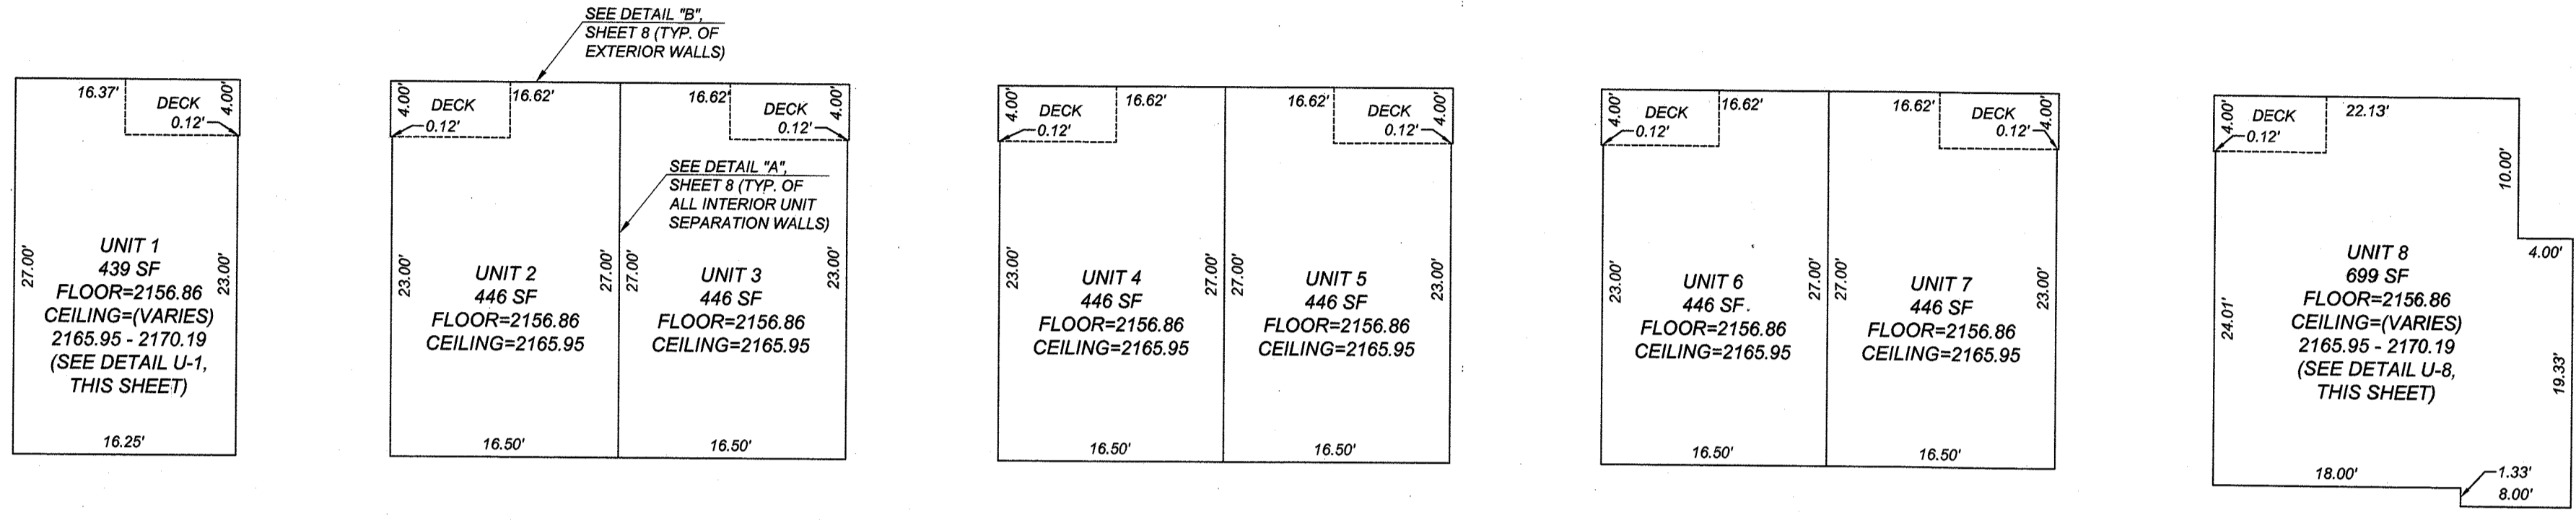 SEE DETAIL "B",
SHEET 8 (TYP. OF
EXTERIOR WALLS)
16.37'
DECK
4.00'
0.12'
27.00'
UNIT 1
439 SF
FLOOR=2156.86
CEILING=(VARIES)
2165.95 - 2170.19
(SEE DETAIL U-1,
THIS SHEET)
23.00'
16.25'
4.00'
DECK
0.12'
16.62'
23.00'
UNIT 2
446 SF
FLOOR=2156.86
CEILING=2165.95
27.00'
16.50'
16.62'
DECK
4.00'
0.12'
SEE DETAIL "A",
SHEET 8 (TYP. OF
ALL INTERIOR UNIT
SEPARATION WALLS)
27.00'
UNIT 3
446 SF
FLOOR=2156.86
CEILING=2165.95
23.00'
16.50'
4.00'
DECK
0.12'
16.62'
23.00'
UNIT 4
446 SF
FLOOR=2156.86
CEILING=2165.95
27.00'
16.50'
16.62'
DECK
4.00'
0.12'
27.00'
UNIT 5
446 SF
FLOOR=2156.86
CEILING=2165.95
23.00'
16.50'
4.00'
DECK
0.12'
16.62'
23.00'
UNIT 6
446 SF.
FLOOR=2156.86
CEILING=2165.95
27.00'
16.50'
16.62'
DECK
4.00'
0.12'
27.00'
UNIT 7
446 SF
FLOOR=2156.86
CEILING=2165.95
23.00'
16.50'
4.00'
DECK
0.12'
22.13'
10.00'
4.00'
24.01'
UNIT 8
699 SF
FLOOR=2156.86
CEILING=(VARIES)
2165.95 - 2170.19
(SEE DETAIL U-8,
THIS SHEET)
19.33'
18.00'
1.33'
8.00'